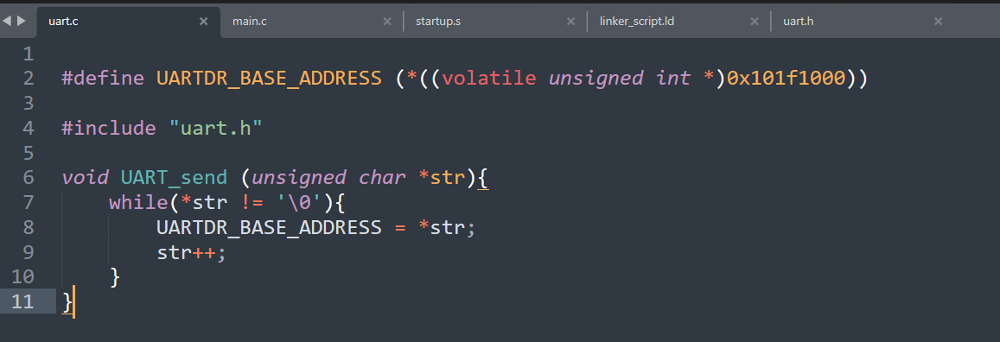 uart.c × main.c × startup.s × linker_script.ld × uart.h ×
1
2 #define UARTDR_BASE_ADDRESS (*((volatile unsigned int *)0x101f1000))
3
4 #include "uart.h"
5
6 void UART_send (unsigned char *str){
7     while(*str != '\0'){
8         UARTDR_BASE_ADDRESS = *str;
9         str++;
10     }
11 }